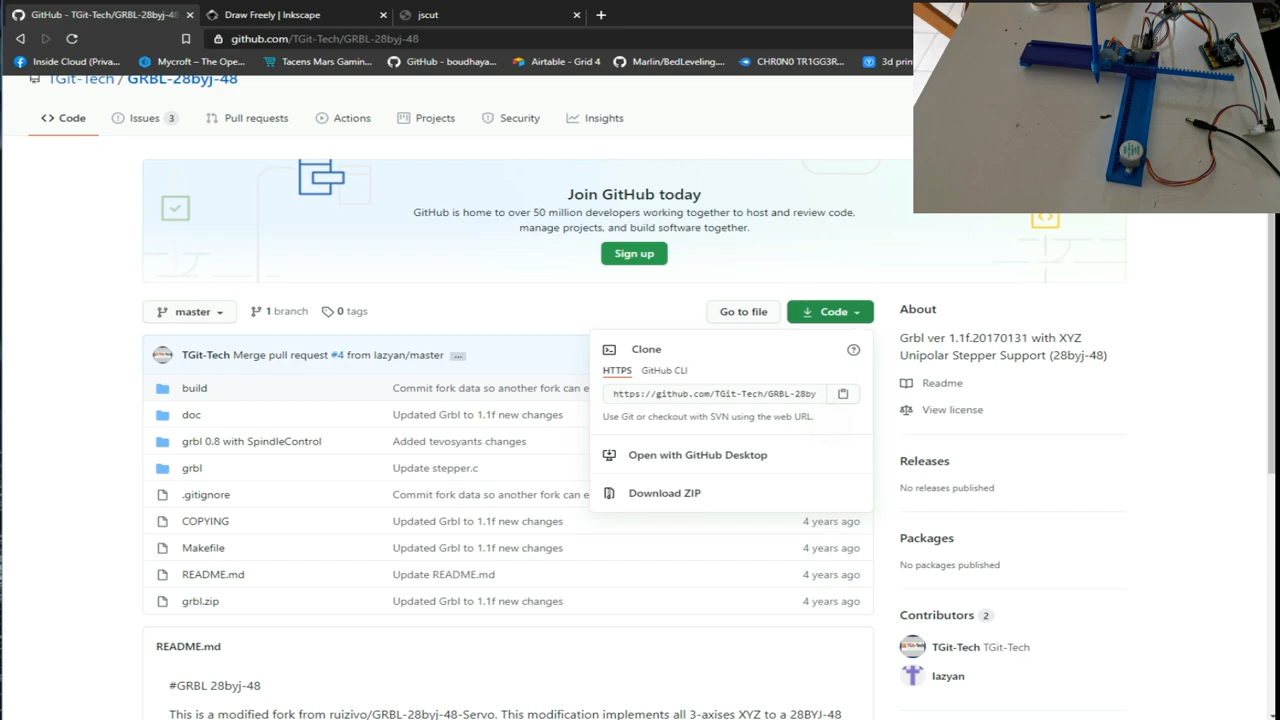 GitHub - TGit-Tech/GRBL-28byj-48
Draw Freely | Inkscape
jscut
github.com/TGit-Tech/GRBL-28byj-48
Inside Cloud (Priva...
Mycroft – The Ope...
Tacens Mars Gamin...
GitHub - boudhaya...
Airtable - Grid 4
Marlin/BedLeveling...
CHR0N0 TR1GG3R...
3d prin
TGit-Tech / GRBL-28byj-48
Code
Issues 3
Pull requests
Actions
Projects
Security
Insights
Join GitHub today
GitHub is home to over 50 million developers working together to host and review code,
manage projects, and build software together.
Sign up
master
1 branch
0 tags
Go to file
Code
TGit-Tech Merge pull request #4 from lazyan/master ...
build Commit fork data so another fork can e
doc Updated Grbl to 1.1f new changes
grbl 0.8 with SpindleControl Added tevosyants changes
grbl Update stepper.c
.gitignore Commit fork data so another fork can e
COPYING Updated Grbl to 1.1f new changes 4 years ago
Makefile Updated Grbl to 1.1f new changes 4 years ago
README.md Update README.md 4 years ago
grbl.zip Updated Grbl to 1.1f new changes 4 years ago
Clone
HTTPS GitHub CLI
https://github.com/TGit-Tech/GRBL-28by
Use Git or checkout with SVN using the web URL.
Open with GitHub Desktop
Download ZIP
README.md
#GRBL 28byj-48
This is a modified fork from ruizivo/GRBL-28byj-48-Servo. This modification implements all 3-axises XYZ to a 28BYJ-48
About
Grbl ver 1.1f.20170131 with XYZ
Unipolar Stepper Support (28byj-48)
Readme
View license
Releases
No releases published
Packages
No packages published
Contributors 2
TGit-Tech TGit-Tech
lazyan